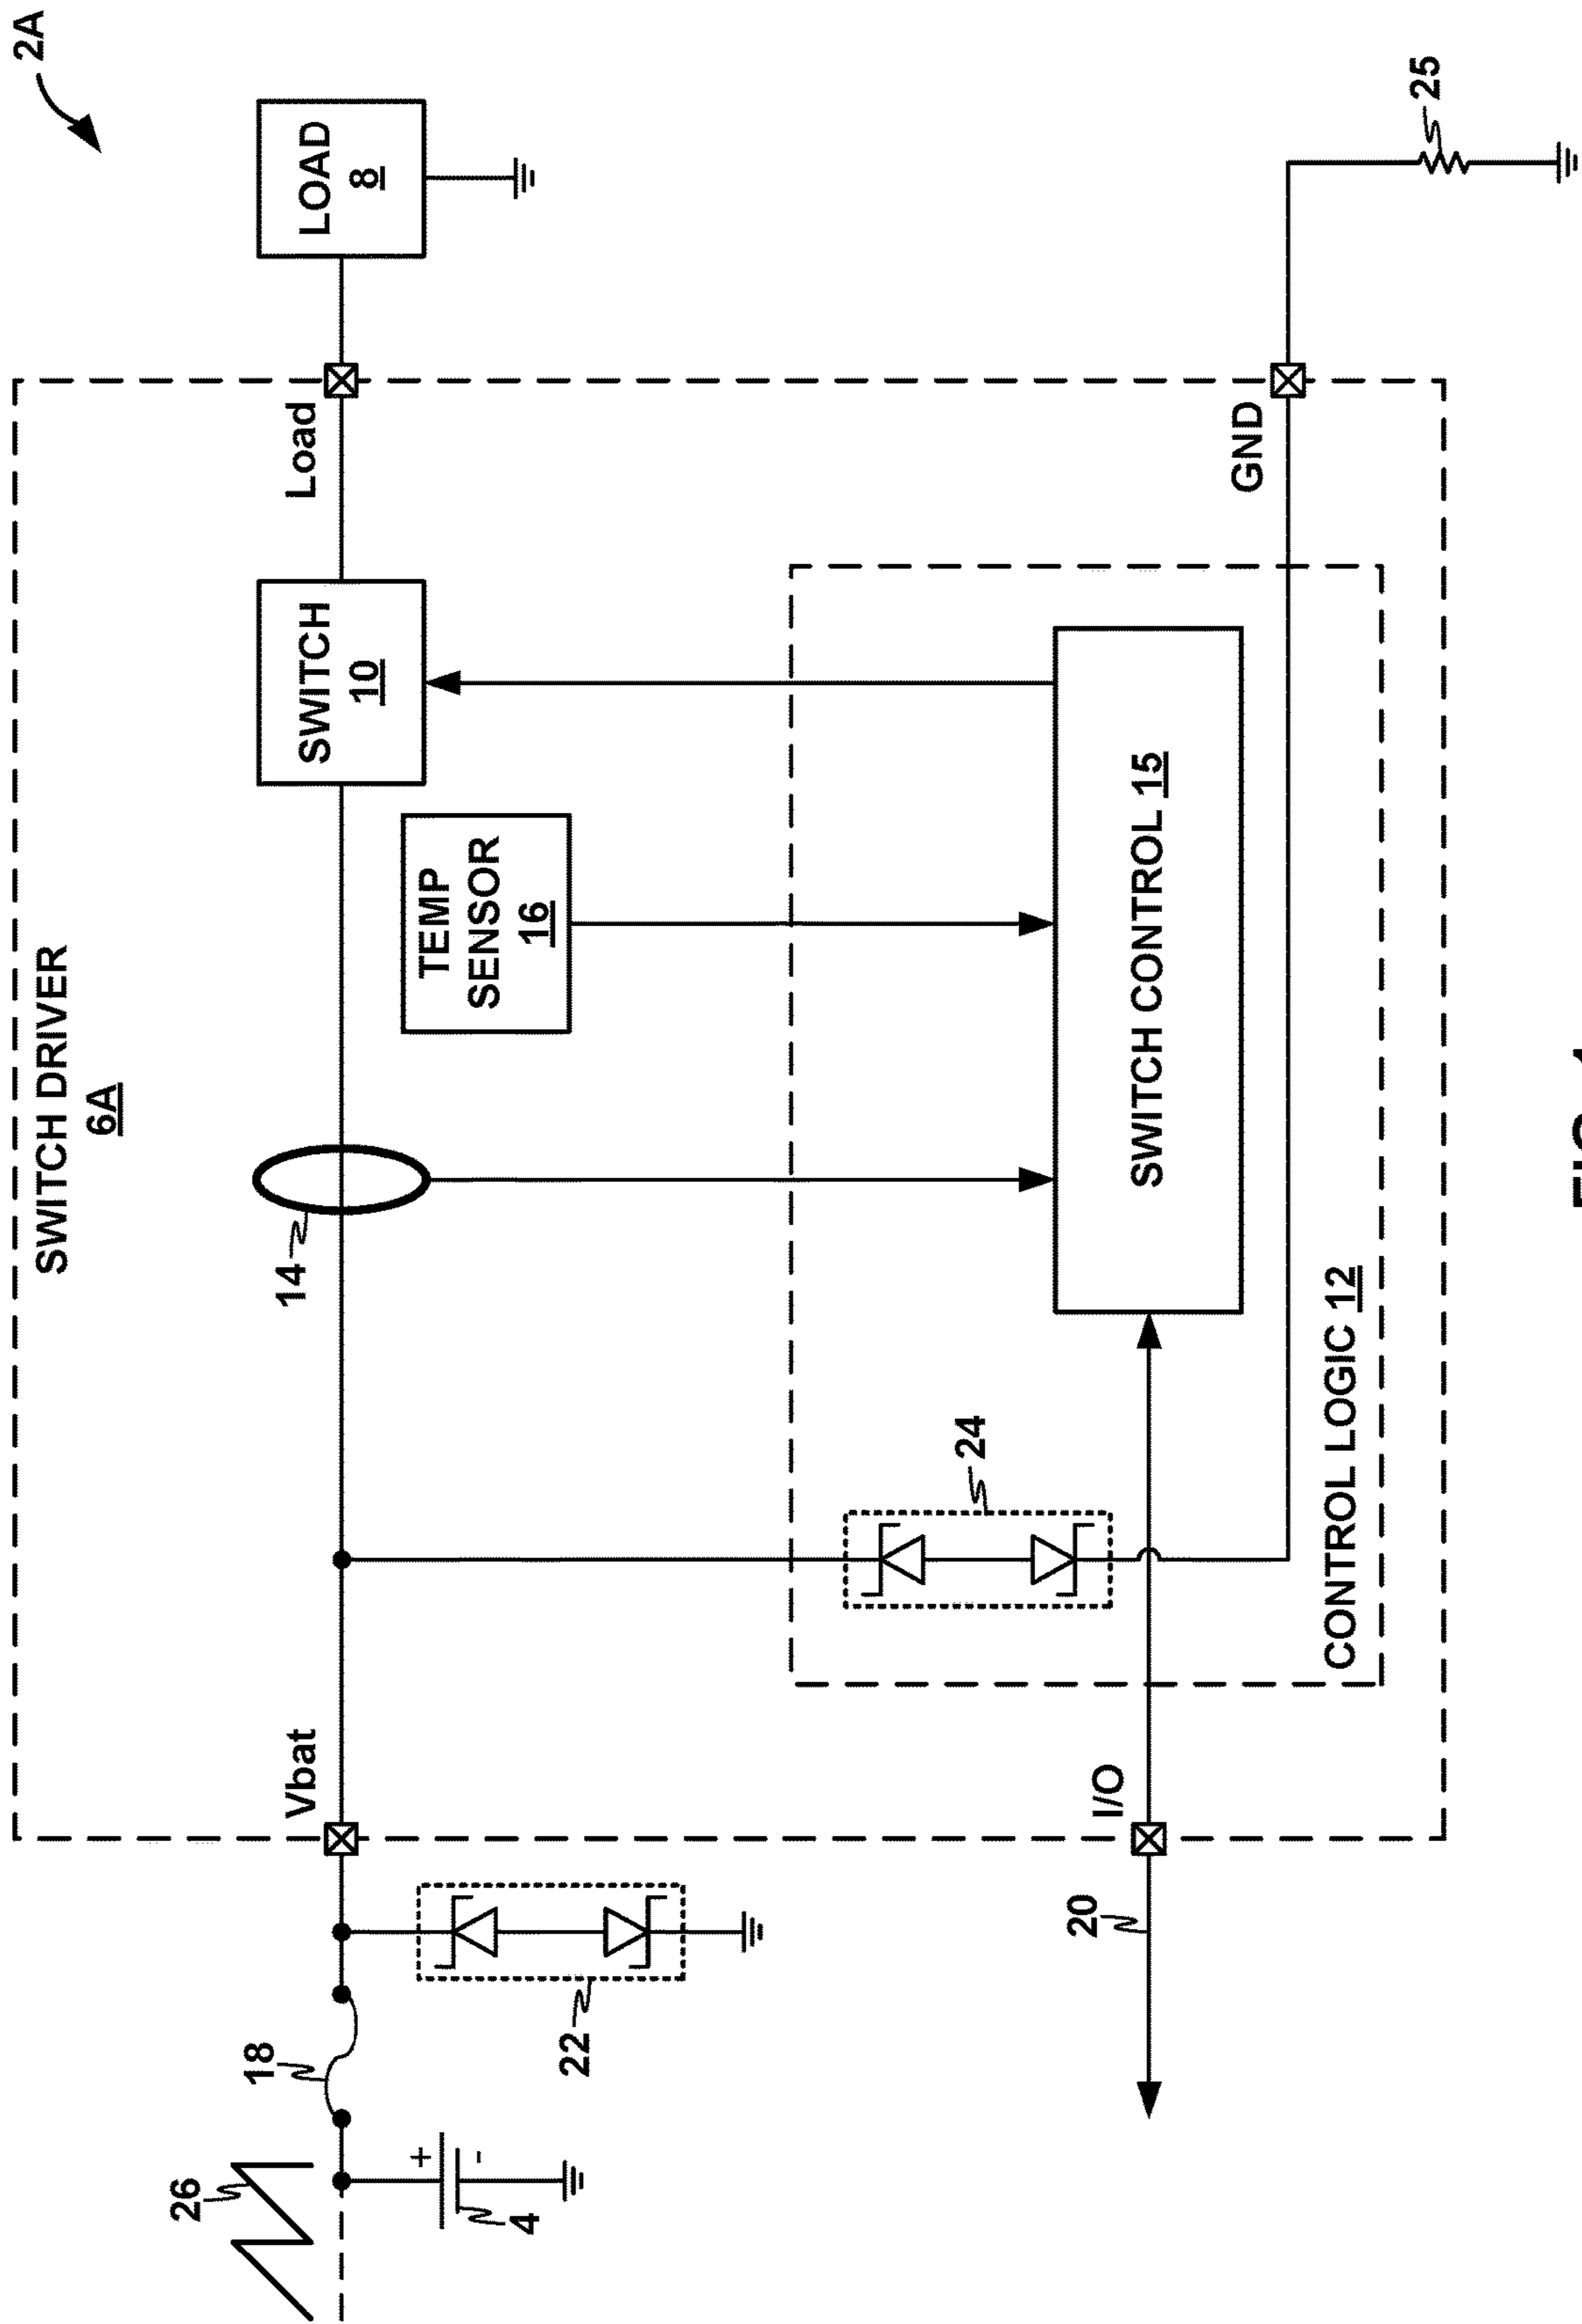 2A
SWITCH DRIVER
6A
26
18
4
22
Vbat
14
TEMP
SENSOR
16
SWITCH
10
Load
LOAD
8
24
SWITCH CONTROL 15
CONTROL LOGIC 12
I/O
20
GND
25
+
-